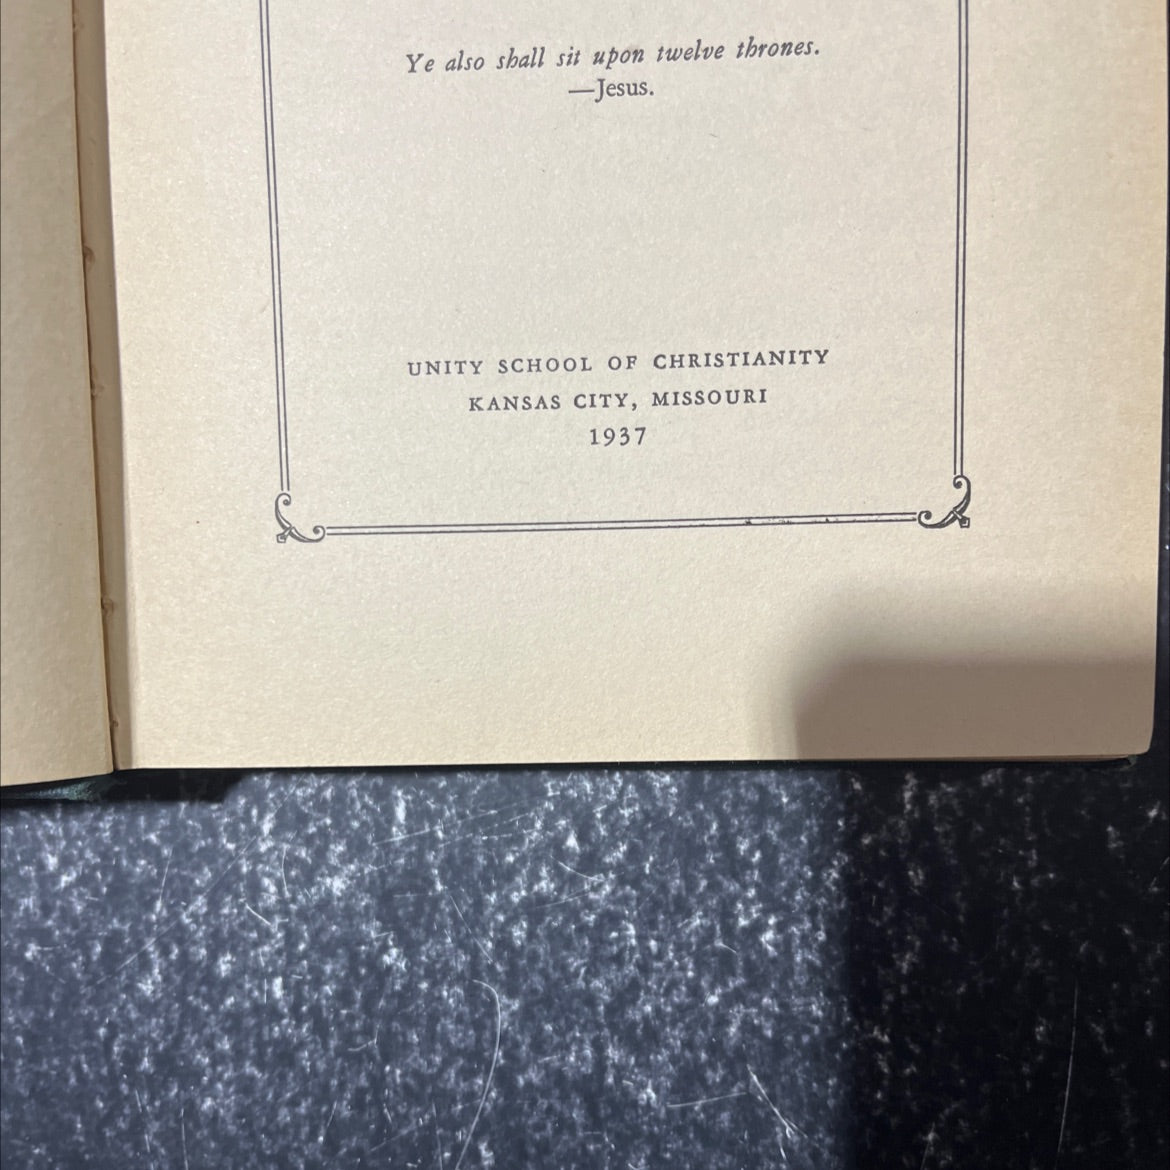 Ye also shall sit upon twelve thrones.
—Jesus.
UNITY SCHOOL OF CHRISTIANITY
KANSAS CITY, MISSOURI
1937